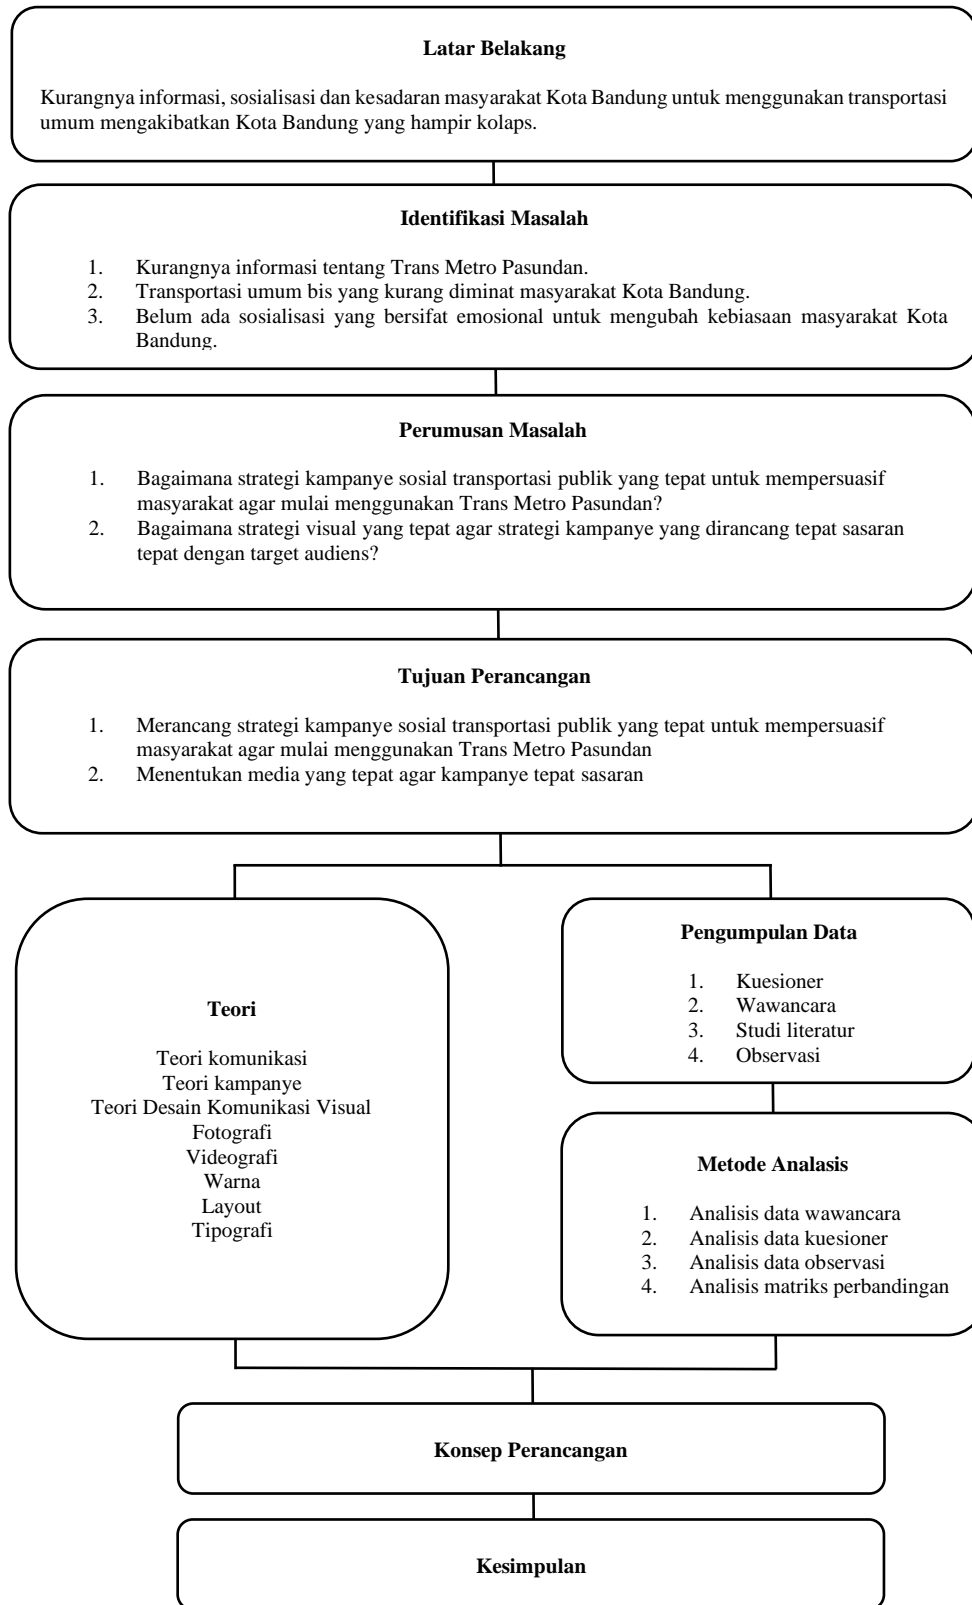 Latar Belakang
Kurangnya informasi, sosialisasi dan kesadaran masyarakat Kota Bandung untuk menggunakan transportasi
umum mengakibatkan Kota Bandung yang hampir kolaps.
Identifikasi Masalah
1. Kurangnya informasi tentang Trans Metro Pasundan.
2. Transportasi umum bis yang kurang diminat masyarakat Kota Bandung.
3. Belum ada sosialisasi yang bersifat emosional untuk mengubah kebiasaan masyarakat Kota
Bandung.
Perumusan Masalah
1. Bagaimana strategi kampanye sosial transportasi publik yang tepat untuk mempersuasif
masyarakat agar mulai menggunakan Trans Metro Pasundan?
2. Bagaimana strategi visual yang tepat agar strategi kampanye yang dirancang tepat sasaran
tepat dengan target audiens?
Tujuan Perancangan
1. Merancang strategi kampanye sosial transportasi publik yang tepat untuk mempersuasif
masyarakat agar mulai menggunakan Trans Metro Pasundan
2. Menentukan media yang tepat agar kampanye tepat sasaran
Teori
Teori komunikasi
Teori kampanye
Teori Desain Komunikasi Visual
Fotografi
Videografi
Warna
Layout
Tipografi
Pengumpulan Data
1. Kuesioner
2. Wawancara
3. Studi literatur
4. Observasi
Metode Analasis
1. Analisis data wawancara
2. Analisis data kuesioner
3. Analisis data observasi
4. Analisis matriks perbandingan
Konsep Perancangan
Kesimpulan